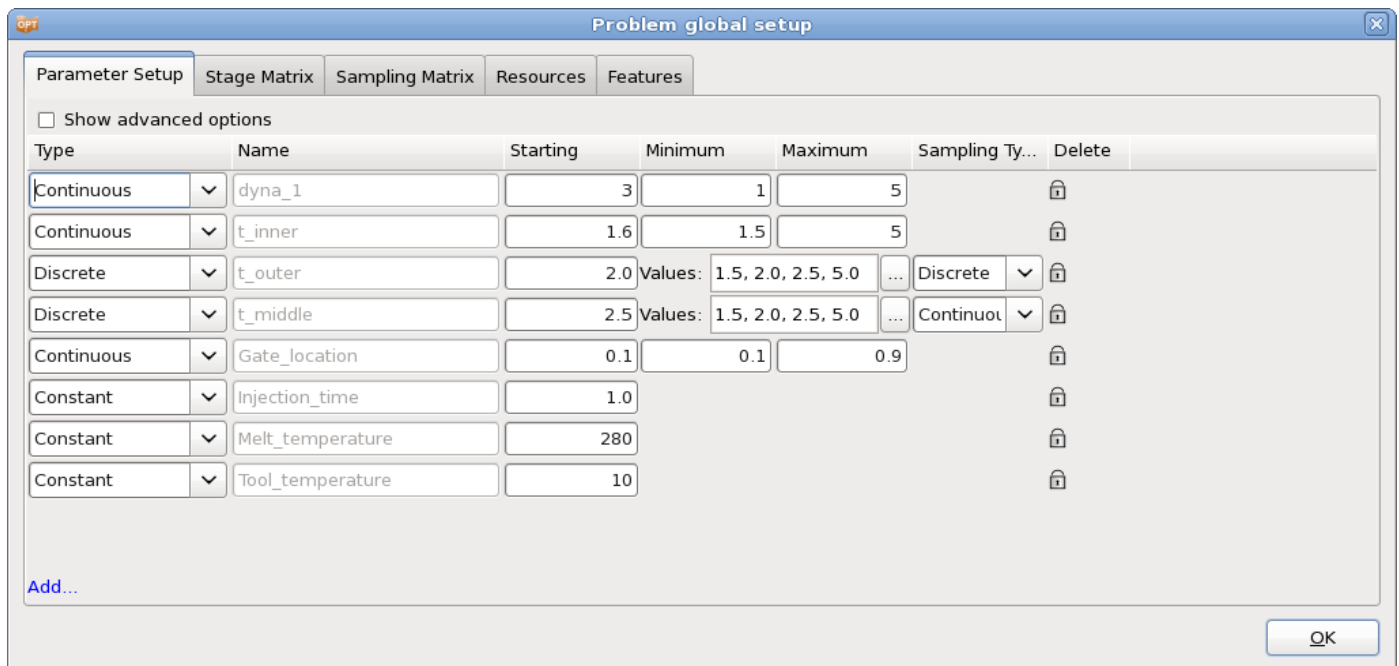 OPT Problem global setup
Parameter Setup Stage Matrix Sampling Matrix Resources Features
Show advanced options
Type Name Starting Minimum Maximum Sampling Ty... Delete
Continuous dyna_1 3 1 5
Continuous t_inner 1.6 1.5 5
Discrete t_outer 2.0 Values: 1.5, 2.0, 2.5, 5.0 ... Discrete
Discrete t_middle 2.5 Values: 1.5, 2.0, 2.5, 5.0 ... Continuou
Continuous Gate_location 0.1 0.1 0.9
Constant Injection_time 1.0
Constant Melt_temperature 280
Constant Tool_temperature 10
Add...
OK